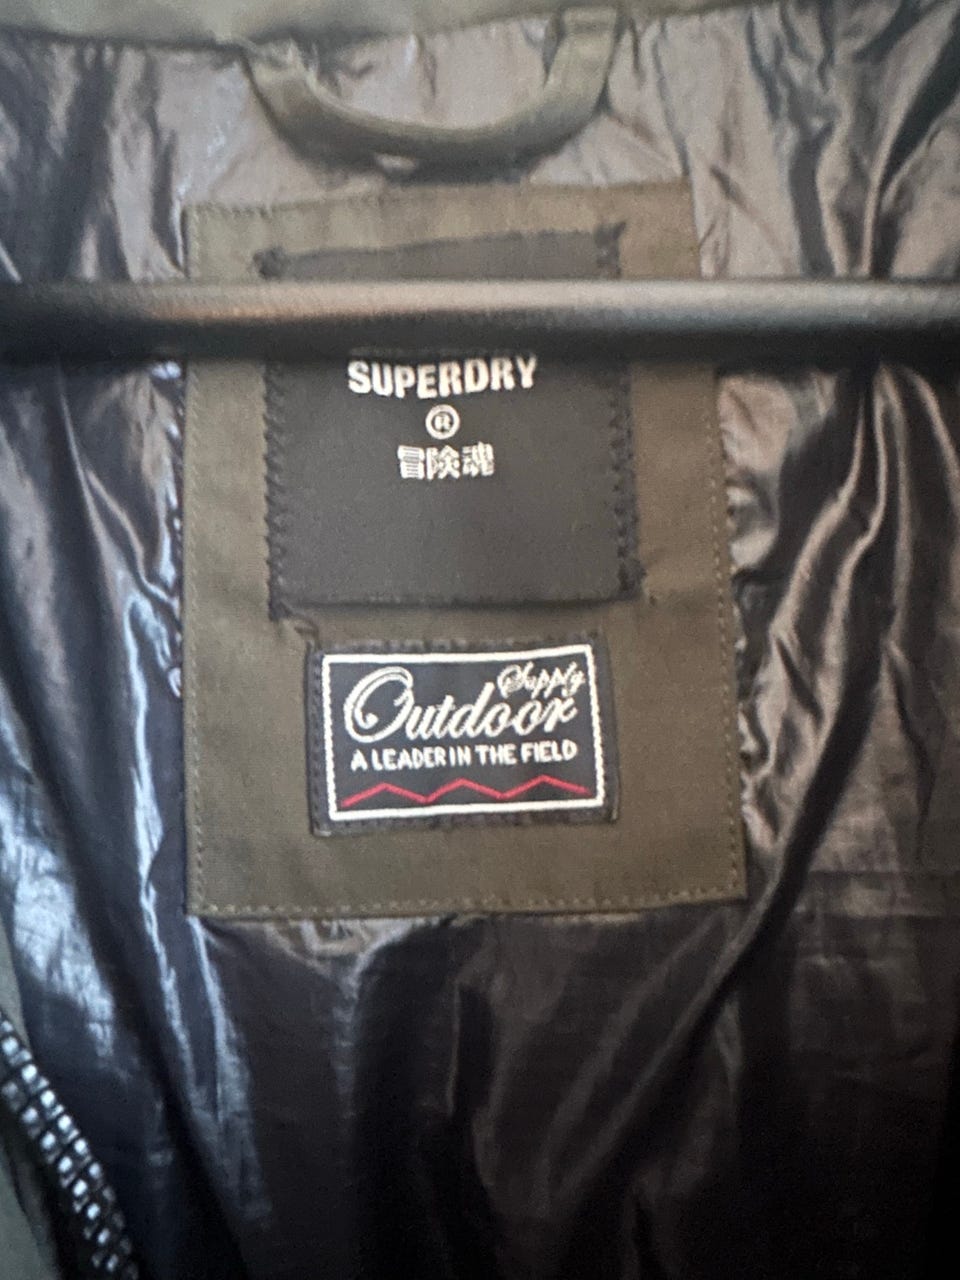 SUPERDRY
®
冒険魂
Supply
Outdoor
A LEADER IN THE FIELD